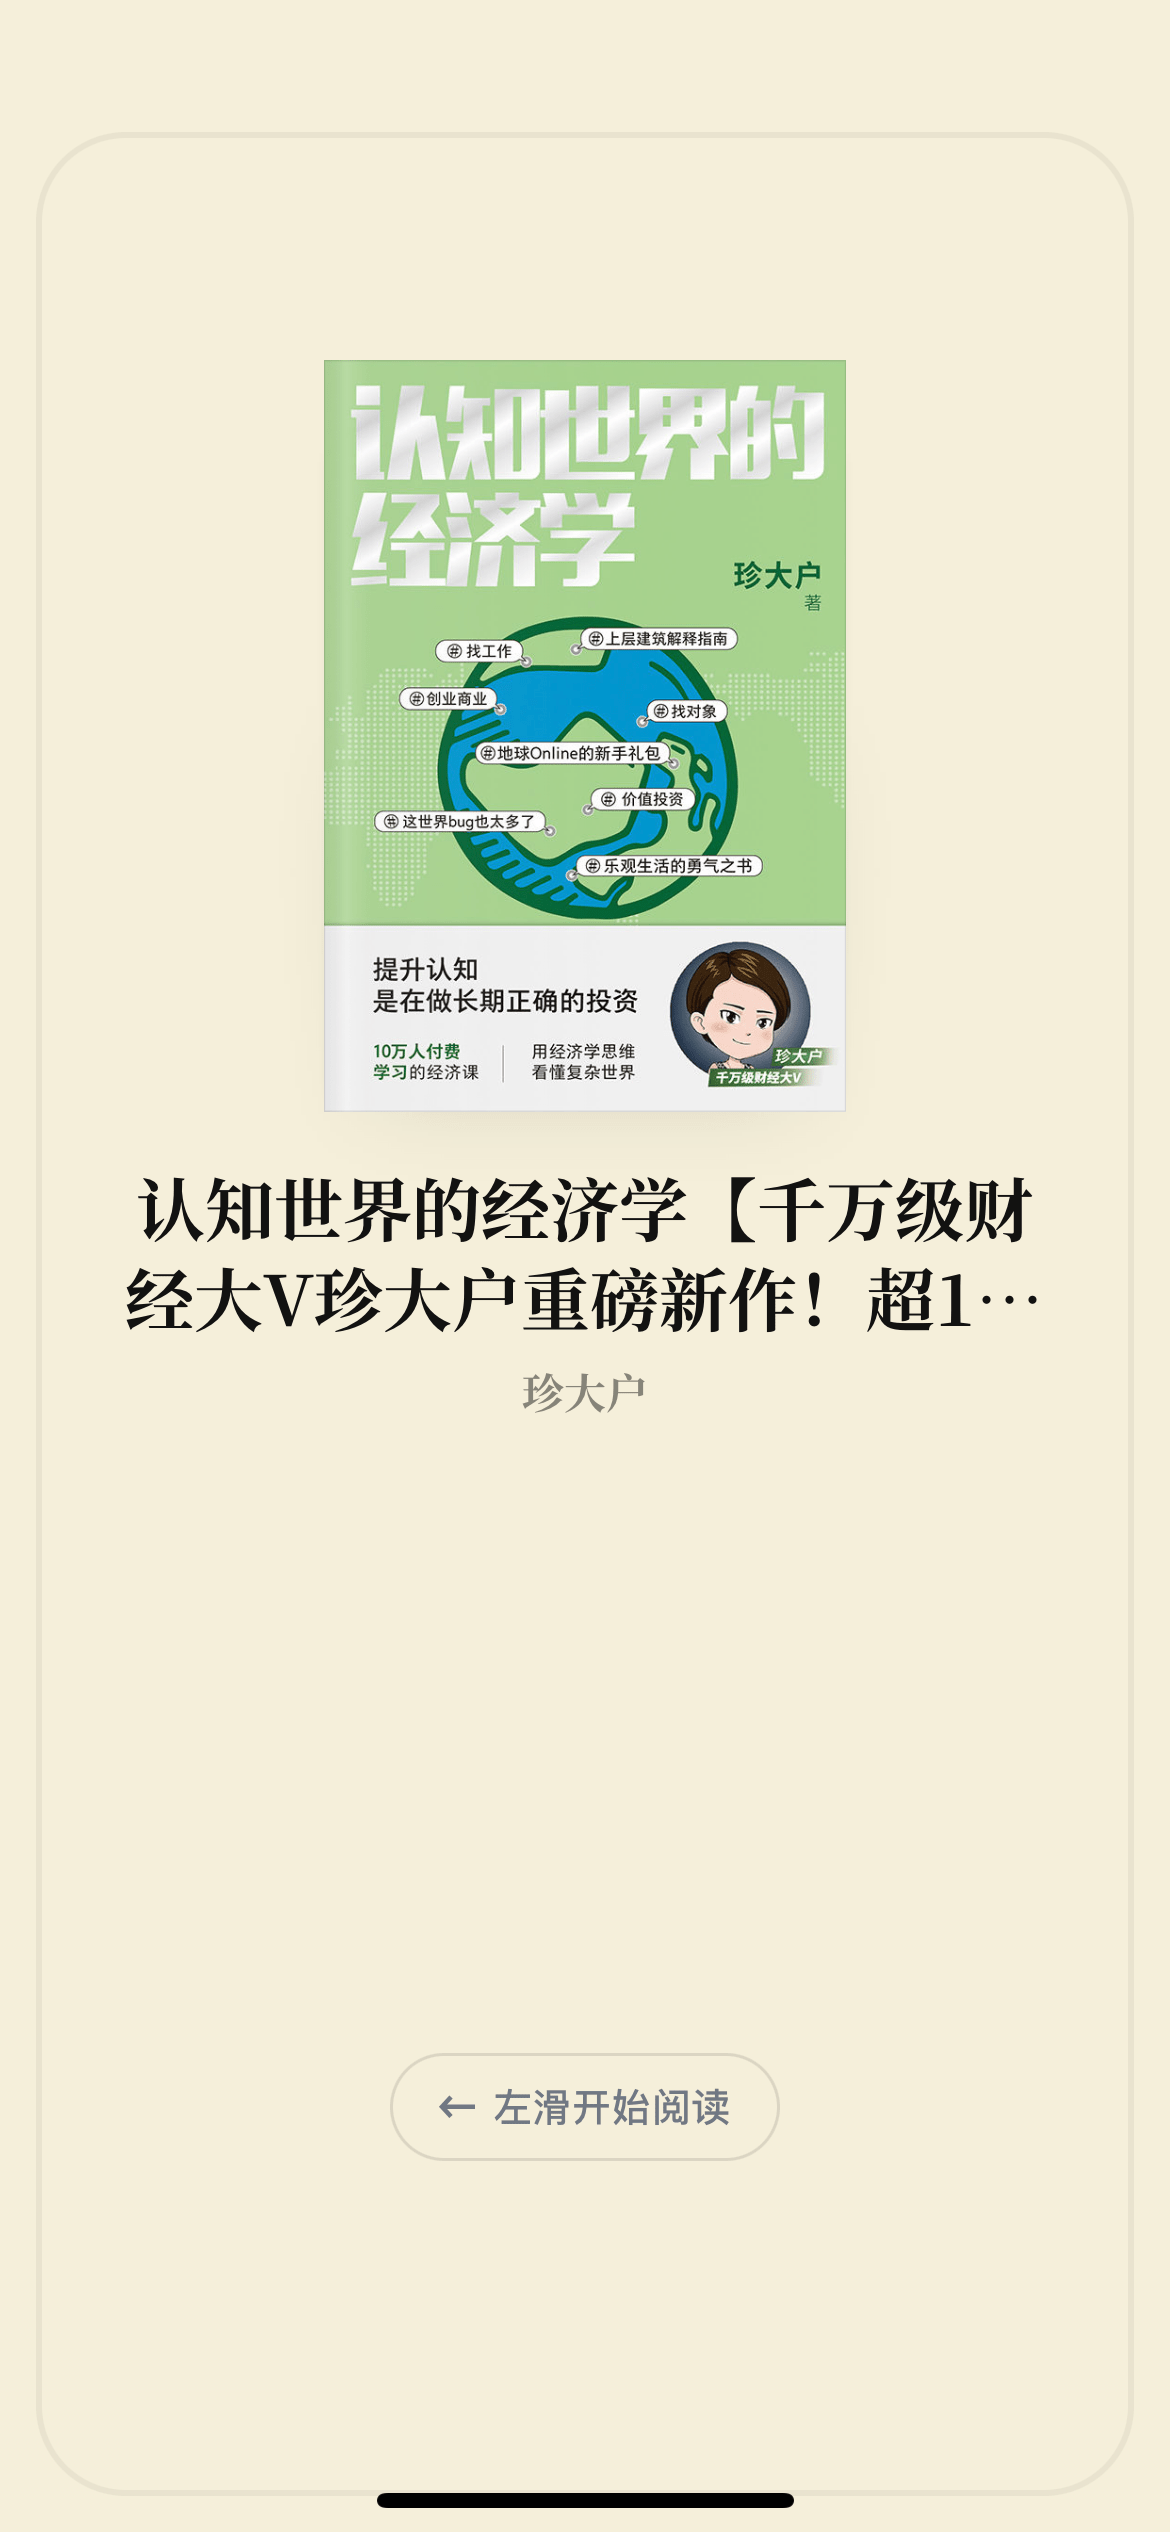 认知世界的
经济学
珍大户
著
# 找工作
# 上层建筑解释指南
# 创业商业
# 找对象
# 地球Online的新手礼包
# 价值投资
# 这世界bug也太多了
# 乐观生活的勇气之书
提升认知
是在做长期正确的投资
10万人付费
学习的经济课
用经济学思维
看懂复杂世界
珍大户
千万级财经大V
认知世界的经济学【千万级财
经大V珍大户重磅新作！超1…
珍大户
← 左滑开始阅读